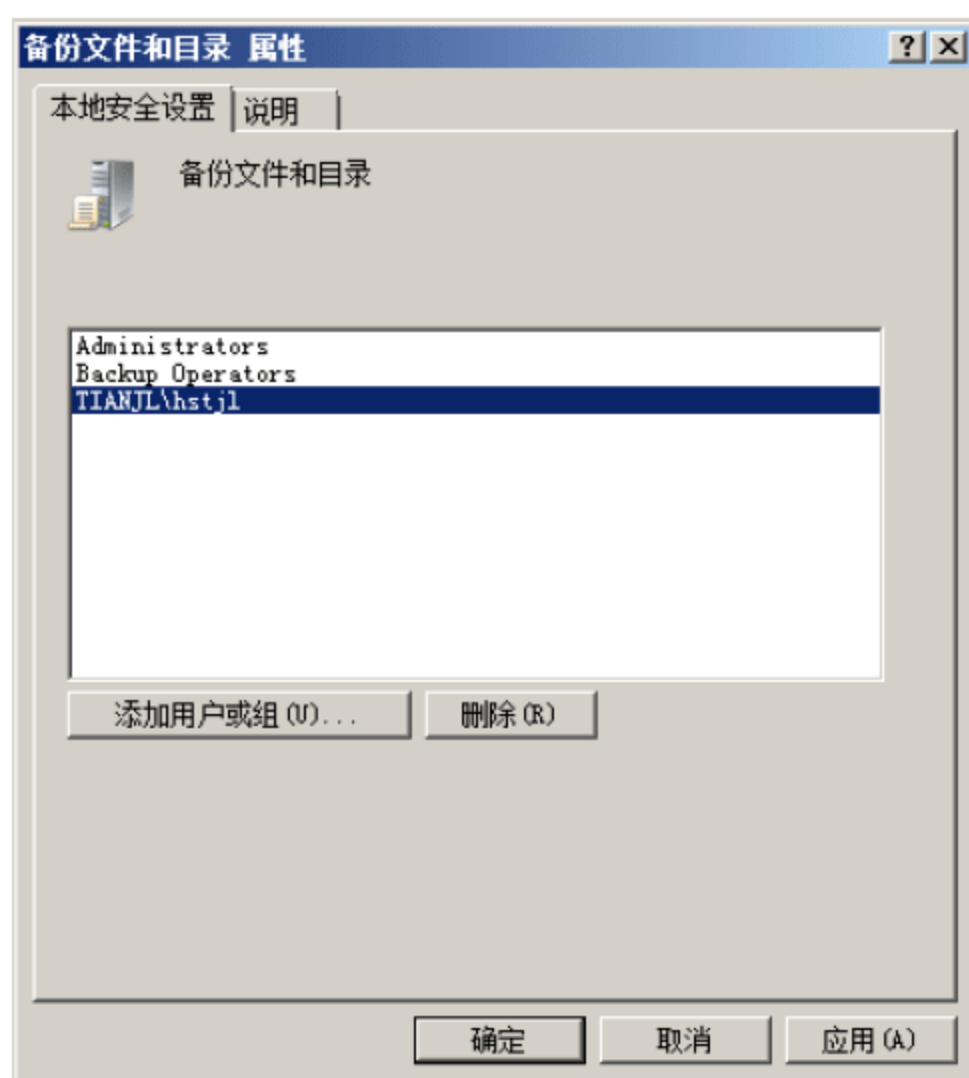 备份文件和目录 属性
本地安全设置 说明
备份文件和目录
Administrators
Backup Operators
TIANJL\hstjl
添加用户或组(U)... 删除(R)
确定 取消 应用(A)